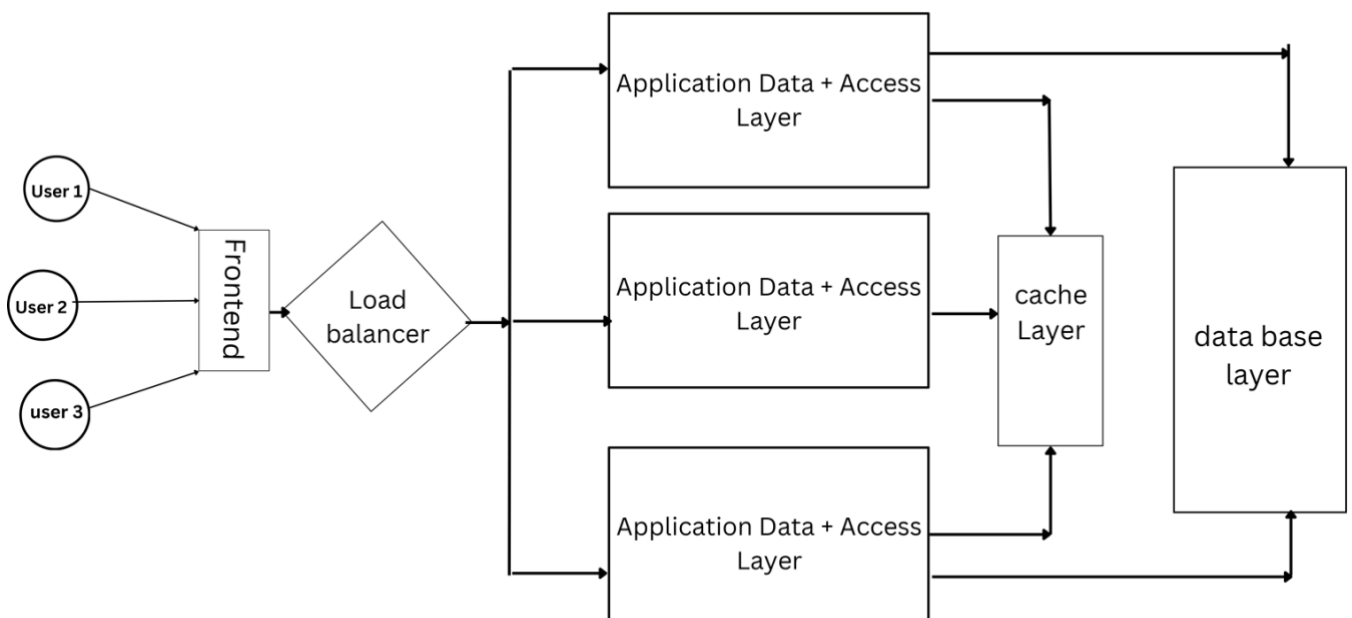 User 1
User 2
user 3
Frontend
Load
balancer
Application Data + Access
Layer
Application Data + Access
Layer
Application Data + Access
Layer
cache
Layer
data base
layer